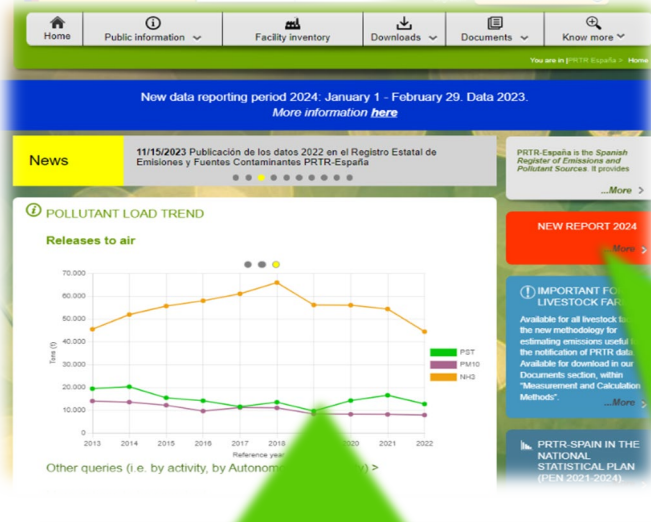 Home
Public information
Facility inventory
Downloads
Documents
Know more
You are in |PRTR España > Home
New data reporting period 2024: January 1 - February 29. Data 2023.
More information here
News
11/15/2023 Publicación de los datos 2022 en el Registro Estatal de
Emisiones y Fuentes Contaminantes PRTR-España
PRTR-España is the Spanish
Register of Emissions and
Pollutant Sources. It provides
...More >
POLLUTANT LOAD TREND
Releases to air
70.000
60.000
50.000
40.000
30.000
20.000
10.000
0
Tons (t)
2013 2014 2015 2016 2017 2018 2020 2021 2022
Reference year
PST
PM10
NH3
Other queries (i.e. by activity, by >
NEW REPORT 2024
...More >
IMPORTANT
LIVESTOCK
Available for all livestock
the new methodology for
estimating emissions useful
the notification of PRTR data
Available for download in our
Documents section, within
"Measurement and Calculation
Methods".
...More >
PRTR-SPAIN IN THE
NATIONAL
STATISTICAL PLAN
(PEN 2021-2024)